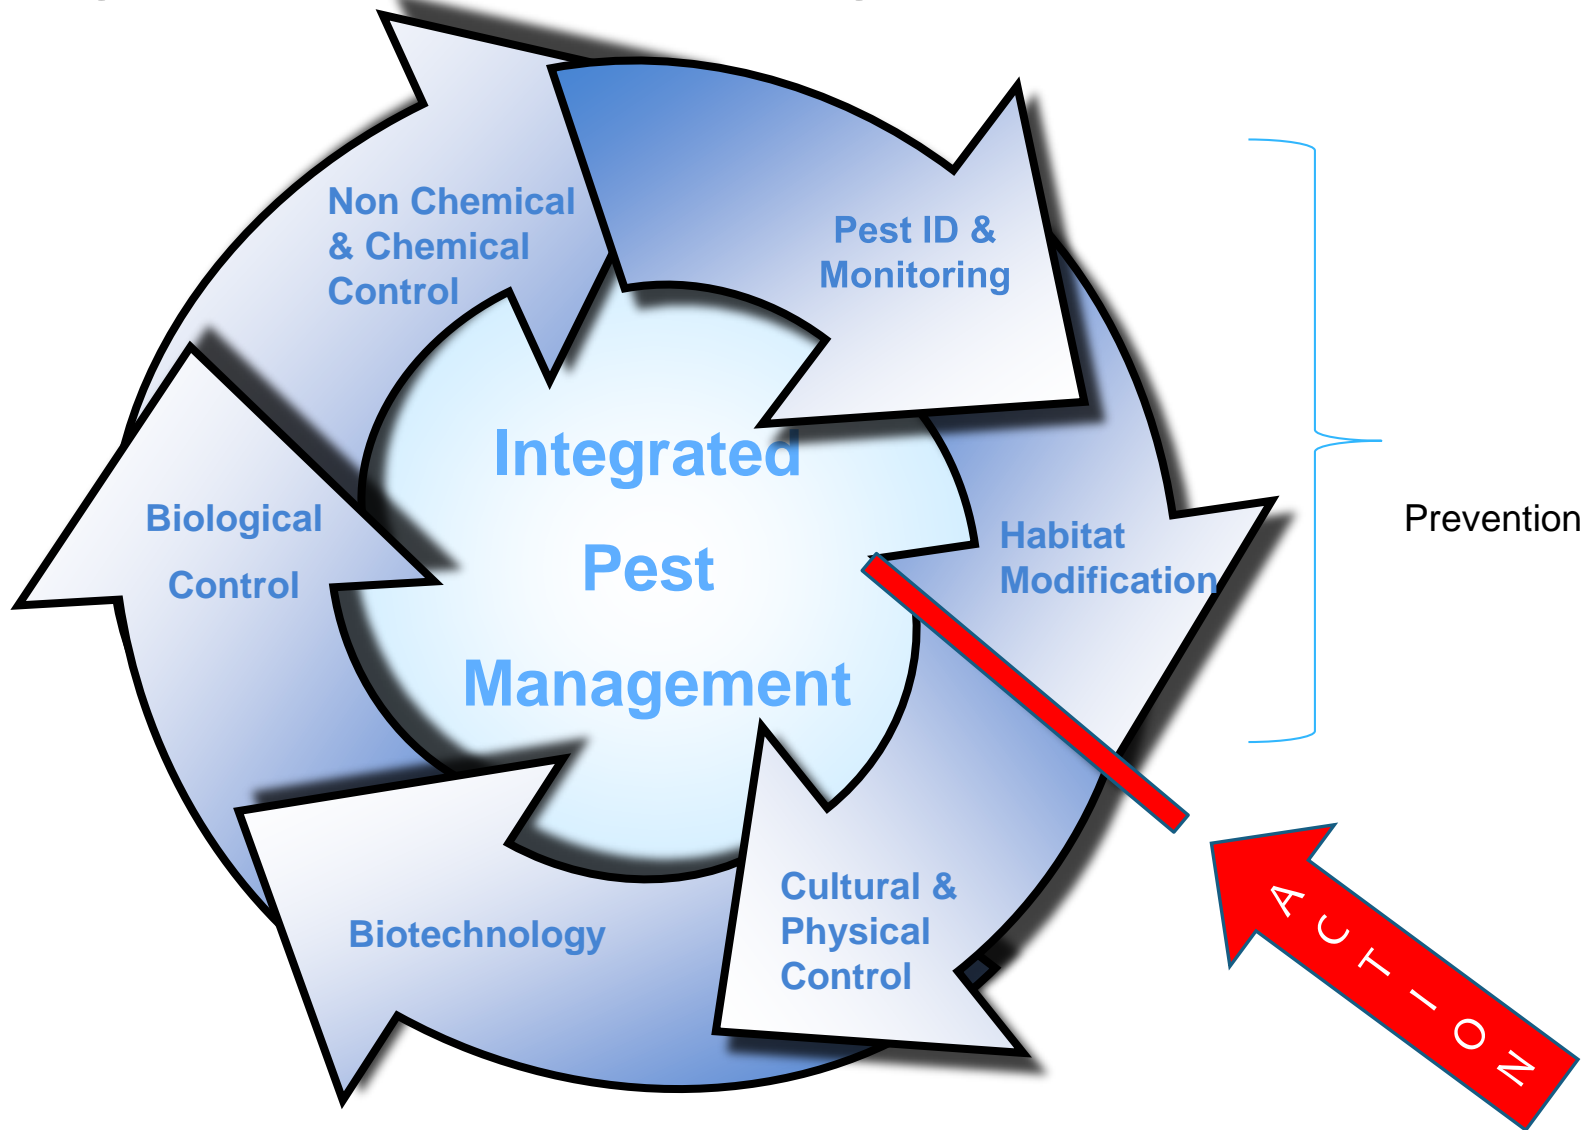 Non Chemical
& Chemical
Control
Pest ID &
Monitoring
Integrated
Pest
Management
Biological
Control
Habitat
Modification
Prevention
Cultural &
Physical
Control
Biotechnology
ACTION